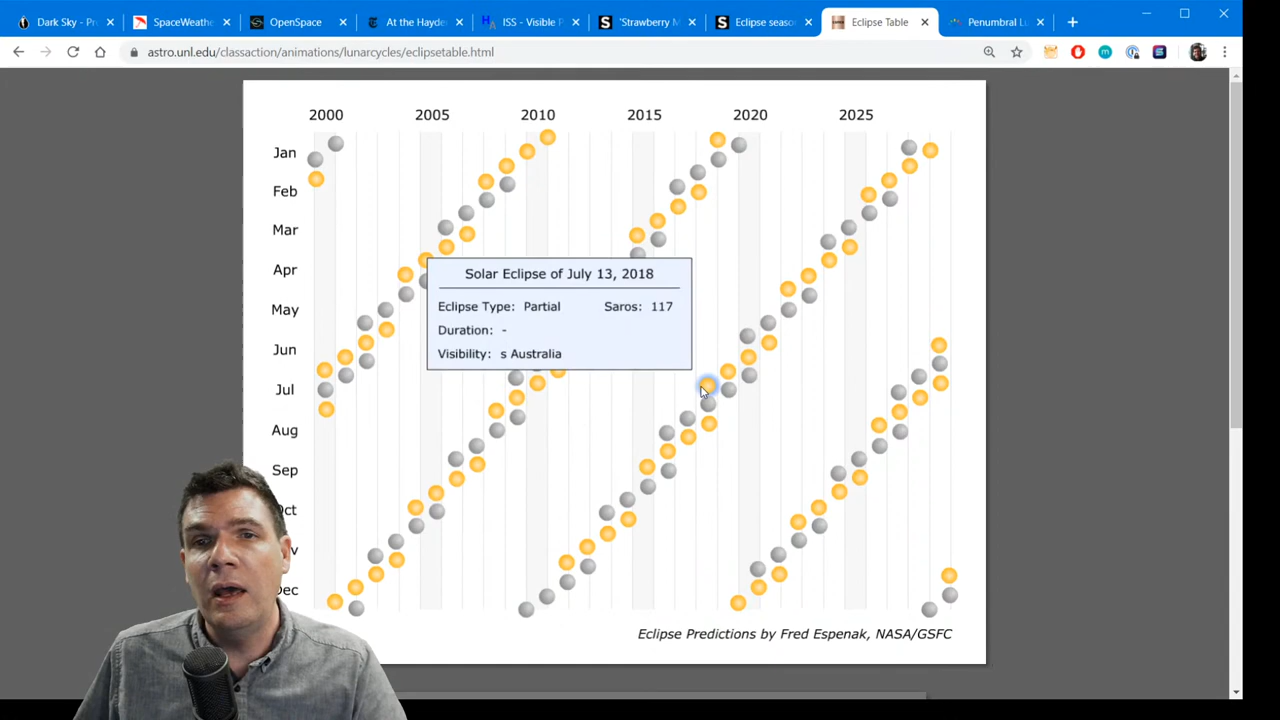 Dark Sky - Pr
SpaceWeathe
OpenSpace
At the Hayde
ISS - Visible P
'Strawberry M
Eclipse seaso
Eclipse Table
Penumbral Lu
astro.unl.edu/classaction/animations/lunarcycles/eclipsetable.html
2000 2005 2010 2015 2020 2025
Jan
Feb
Mar
Apr
Solar Eclipse of July 13, 2018
Eclipse Type: Partial Saros: 117
May
Duration: -
Jun
Visibility: s Australia
Jul
Aug
Sep
Oct
v
Dec
Eclipse Predictions by Fred Espenak, NASA/GSFC